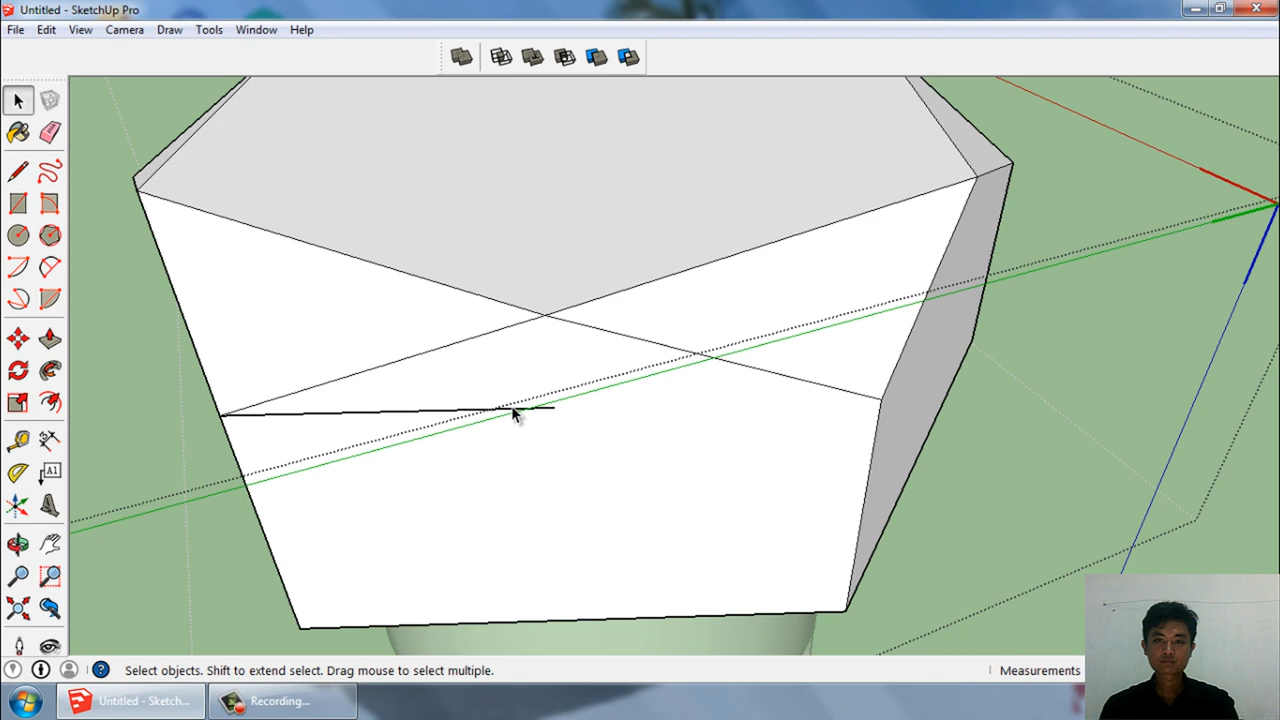 Untitled - SketchUp Pro
File Edit View Camera Draw Tools Window Help
A1
Select objects. Shift to extend select. Drag mouse to select multiple.
Measurements
Untitled - Sketch...
Recording...